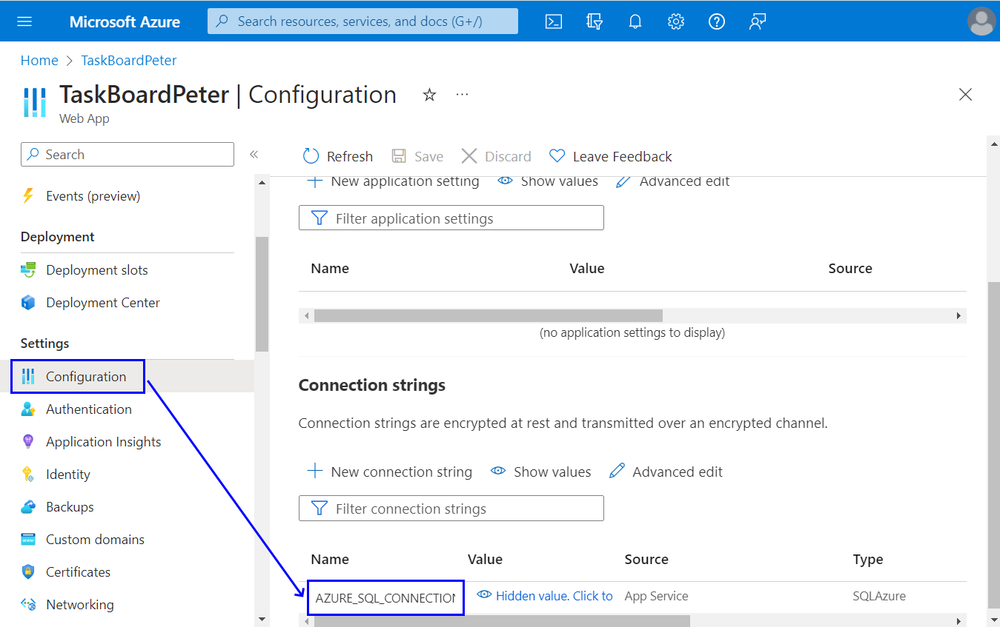 Microsoft Azure
Search resources, services, and docs (G+/)
Home > TaskBoardPeter
TaskBoardPeter | Configuration
Web App
Search
Events (preview)
Deployment
Deployment slots
Deployment Center
Settings
Configuration
Authentication
Application Insights
Identity
Backups
Custom domains
Certificates
Networking
Refresh Save Discard Leave Feedback
New application setting Show values Advanced edit
Filter application settings
Name Value Source
(no application settings to display)
Connection strings
Connection strings are encrypted at rest and transmitted over an encrypted channel.
New connection string Show values Advanced edit
Filter connection strings
Name Value Source Type
AZURE_SQL_CONNECTION Hidden value. Click to App Service SQLAzure